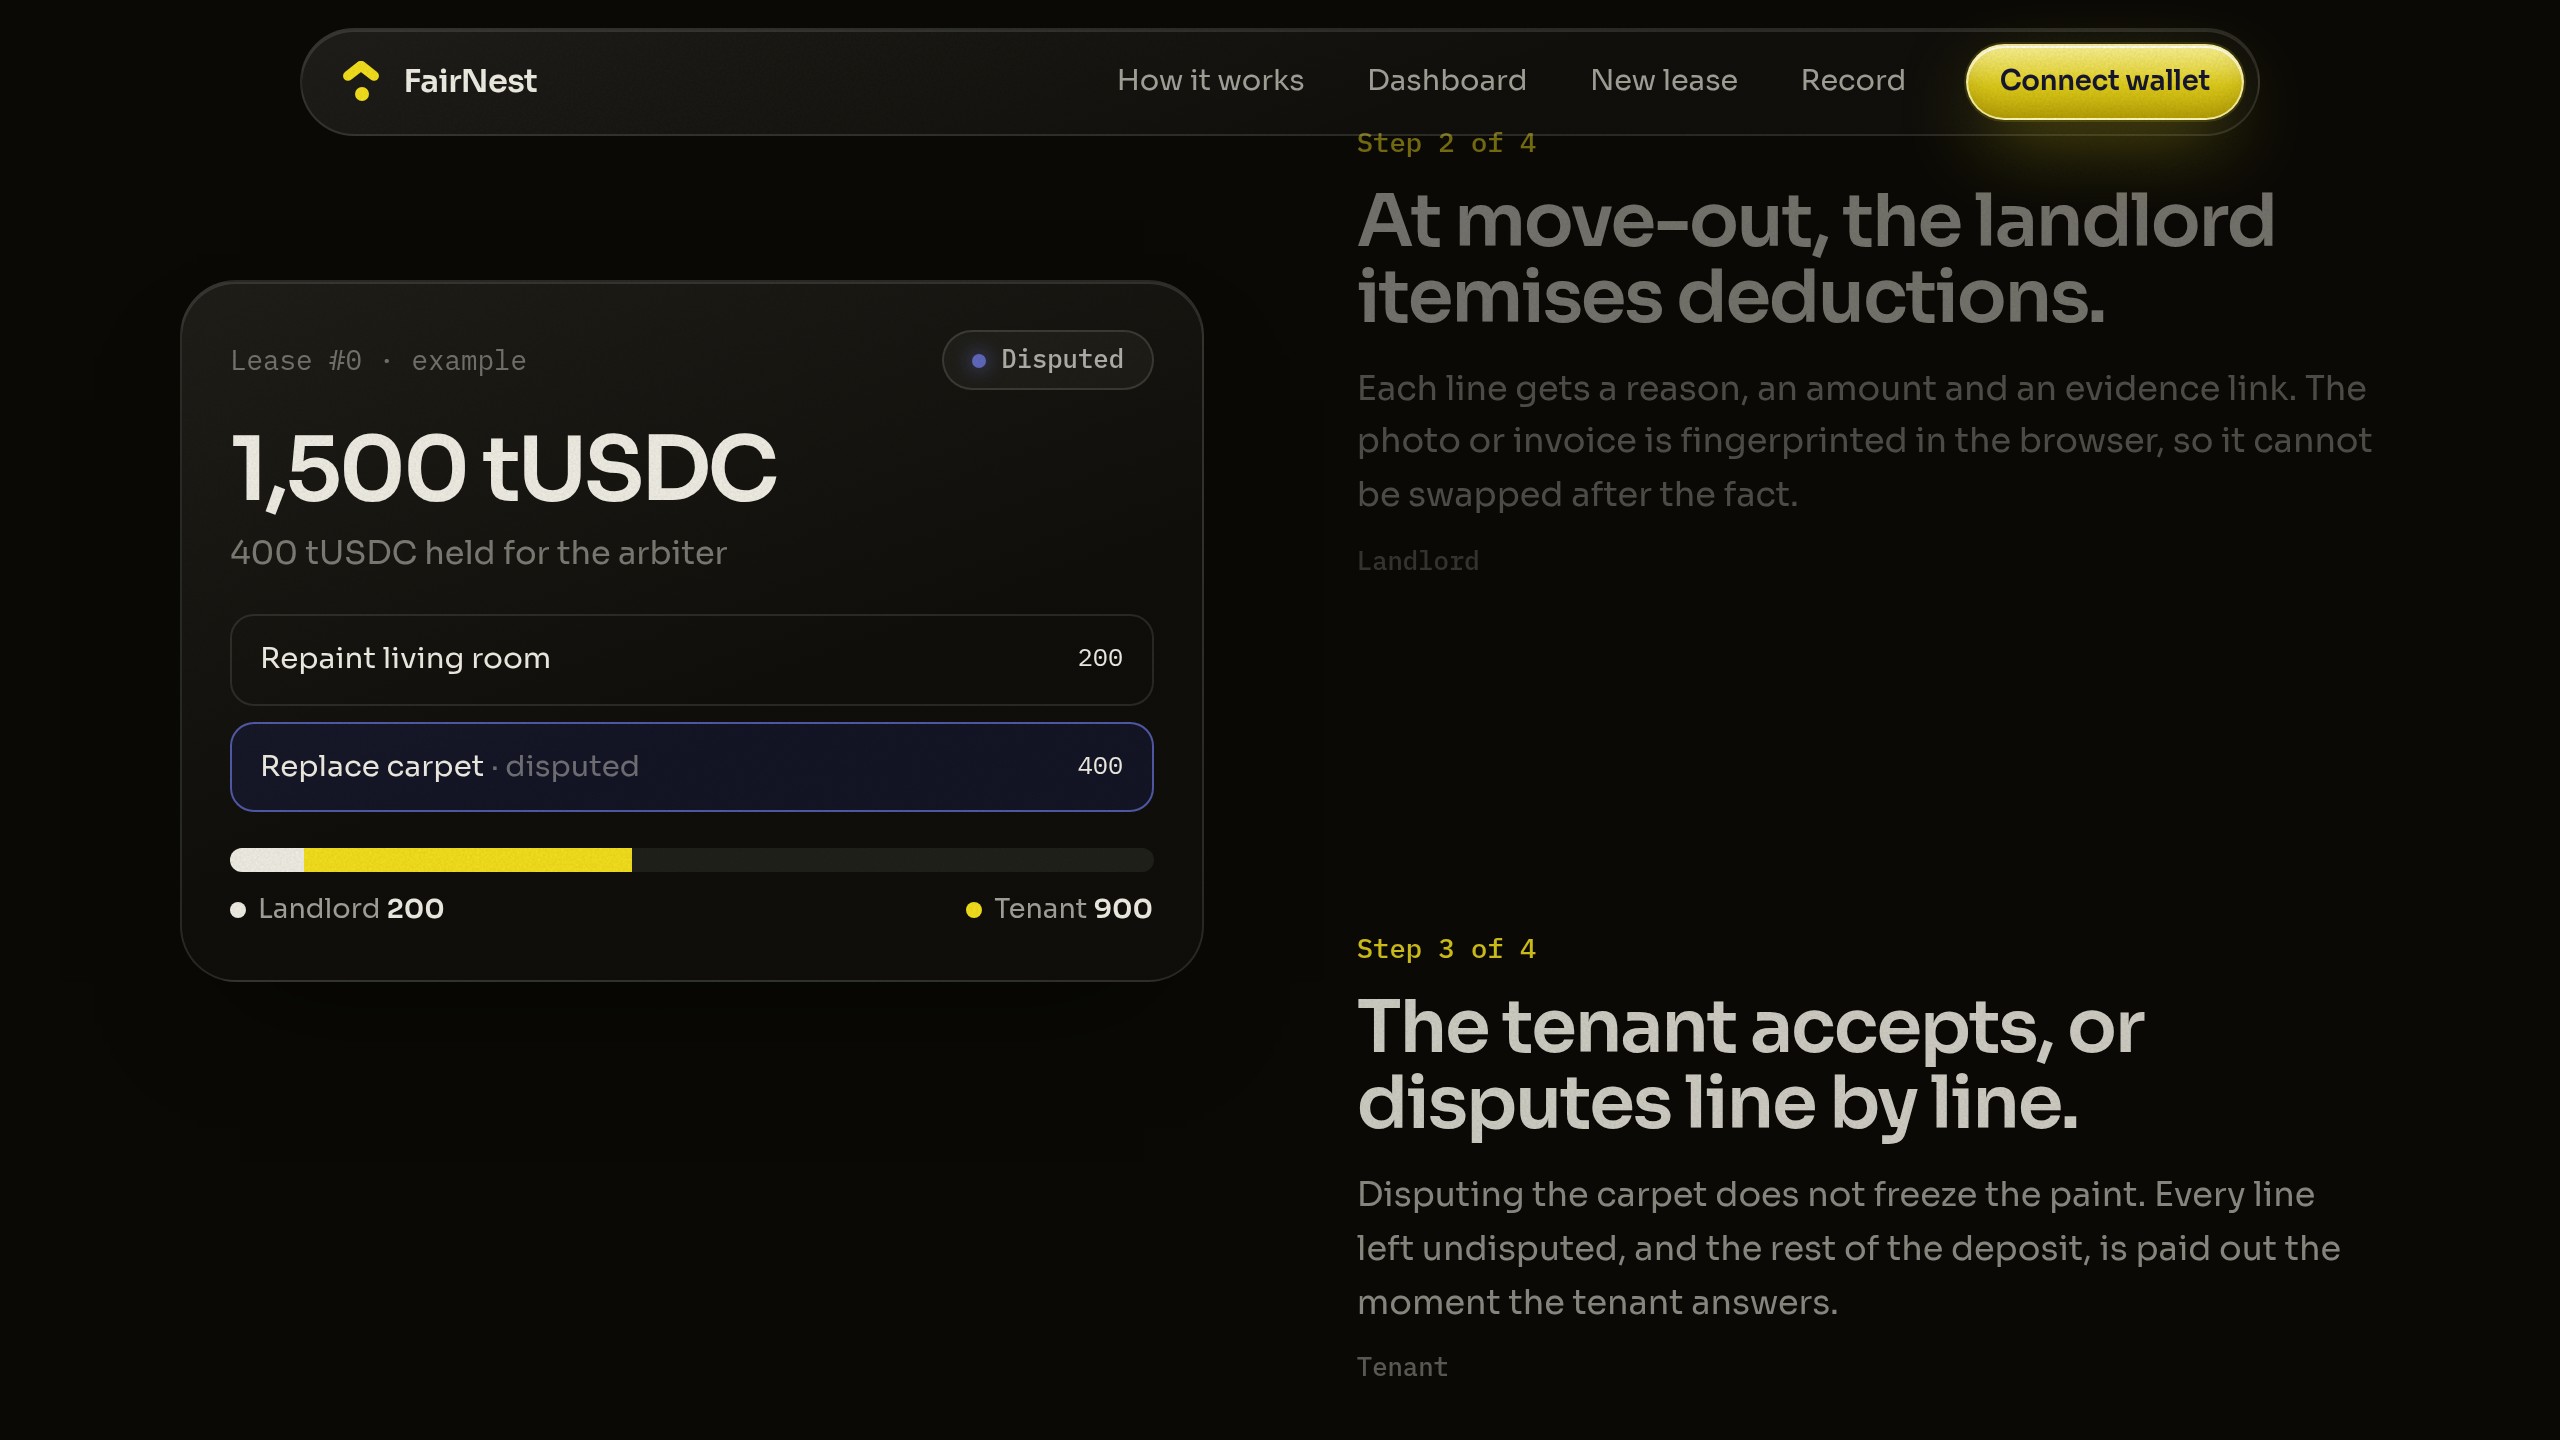 FairNest
How it works
Dashboard
New lease
Record
Connect wallet
Lease #0 · example
Disputed
1,500 tUSDC
400 tUSDC held for the arbiter
Repaint living room
200
Replace carpet · disputed
400
Landlord 200
Tenant 900
Step 2 of 4
At move-out, the landlord
itemises deductions.
Each line gets a reason, an amount and an evidence link. The
photo or invoice is fingerprinted in the browser, so it cannot
be swapped after the fact.
Landlord
Step 3 of 4
The tenant accepts, or
disputes line by line.
Disputing the carpet does not freeze the paint. Every line
left undisputed, and the rest of the deposit, is paid out the
moment the tenant answers.
Tenant